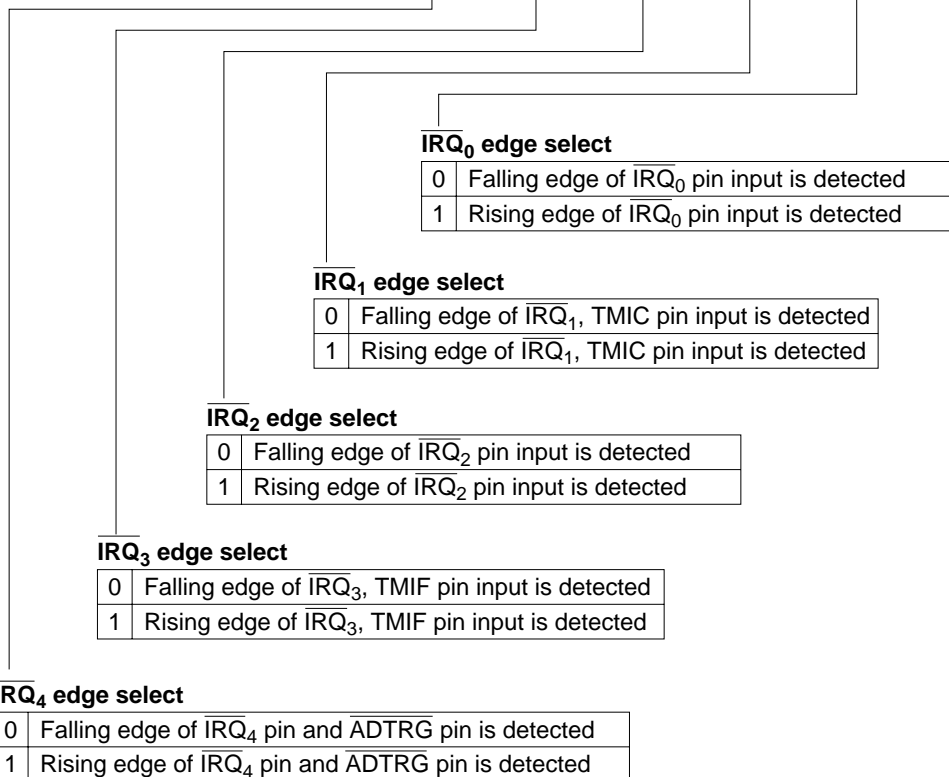 IRQ0 edge select
0 Falling edge of IRQ0 pin input is detected
1 Rising edge of IRQ0 pin input is detected
IRQ1 edge select
0 Falling edge of IRQ1, TMIC pin input is detected
1 Rising edge of IRQ1, TMIC pin input is detected
IRQ2 edge select
0 Falling edge of IRQ2 pin input is detected
1 Rising edge of IRQ2 pin input is detected
IRQ3 edge select
0 Falling edge of IRQ3, TMIF pin input is detected
1 Rising edge of IRQ3, TMIF pin input is detected
RQ4 edge select
0 Falling edge of IRQ4 pin and ADTRG pin is detected
1 Rising edge of IRQ4 pin and ADTRG pin is detected